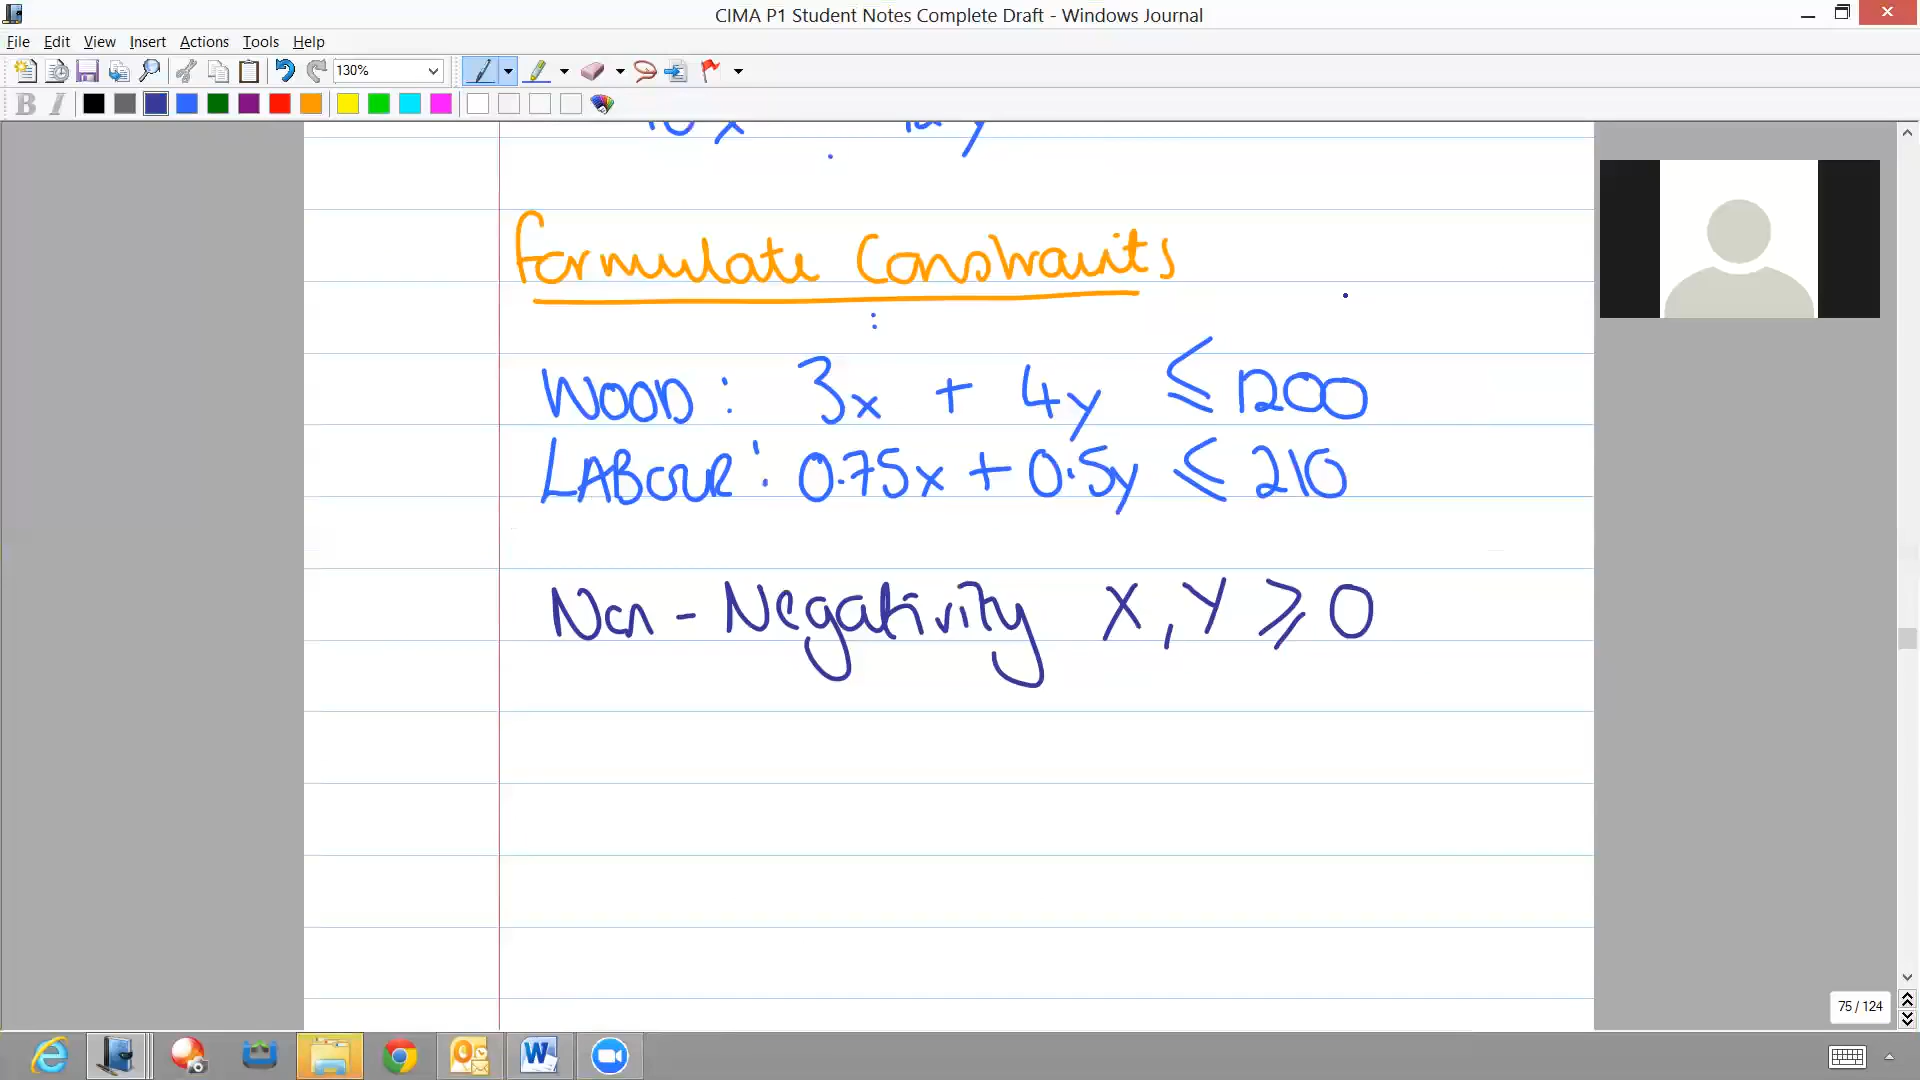 CIMA P1 Student Notes Complete Draft - Windows Journal
File Edit View Insert Actions Tools Help
130%
B I
Formulate Constraints
:
WOOD : 3x + 4y ≤ 1200
LABOUR : 0.75x + 0.5y ≤ 210
Non - Negativity X, Y ≥ 0
75 / 124